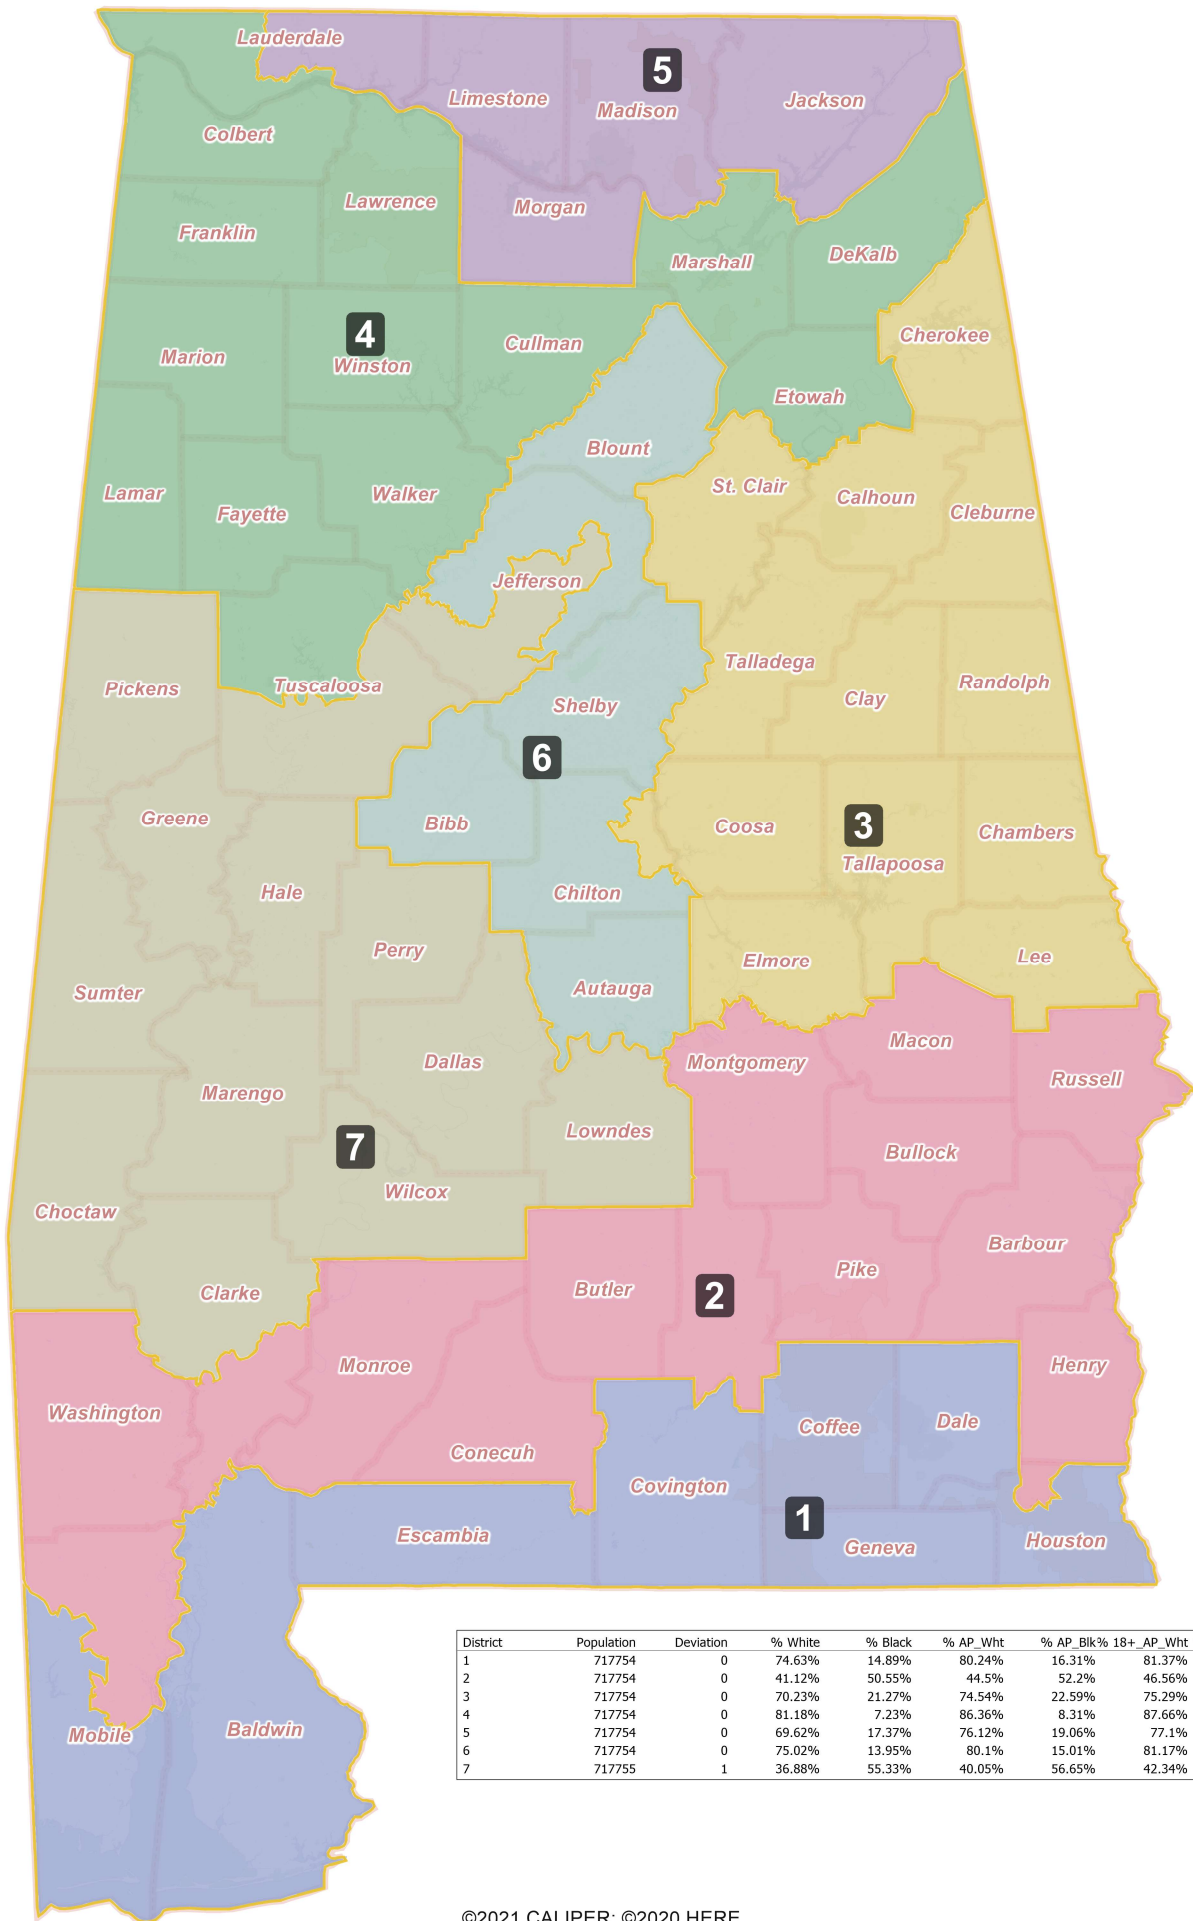 Lauderdale
5
Limestone
Madison
Jackson
Colbert
Lawrence
Morgan
Franklin
Marshall
DeKalb
4
Marion
Winston
Cullman
Cherokee
Etowah
Blount
Lamar
Fayette
Walker
St. Clair
Calhoun
Cleburne
Jefferson
Pickens
Tuscaloosa
Talladega
Clay
Randolph
Shelby
6
Greene
Bibb
Coosa
3
Tallapoosa
Chambers
Hale
Chilton
Perry
Elmore
Lee
Sumter
Autauga
Macon
Dallas
Montgomery
Russell
Marengo
7
Lowndes
Bullock
Wilcox
Choctaw
Barbour
Clarke
Butler
2
Pike
Monroe
Henry
Washington
Conecuh
Coffee
Dale
Covington
1
Escambia
Geneva
Houston
Mobile
Baldwin
District Population Deviation % White % Black % AP_Wht % AP_Blk % 18+_AP_Wht
1 717754 0 74.63% 14.89% 80.24% 16.31% 81.37%
2 717754 0 41.12% 50.55% 44.5% 52.2% 46.56%
3 717754 0 70.23% 21.27% 74.54% 22.59% 75.29%
4 717754 0 81.18% 7.23% 86.36% 8.31% 87.66%
5 717754 0 69.62% 17.37% 76.12% 19.06% 77.1%
6 717754 0 75.02% 13.95% 80.1% 15.01% 81.17%
7 717755 1 36.88% 55.33% 40.05% 56.65% 42.34%
©2021 CALIPER; ©2020 HERE